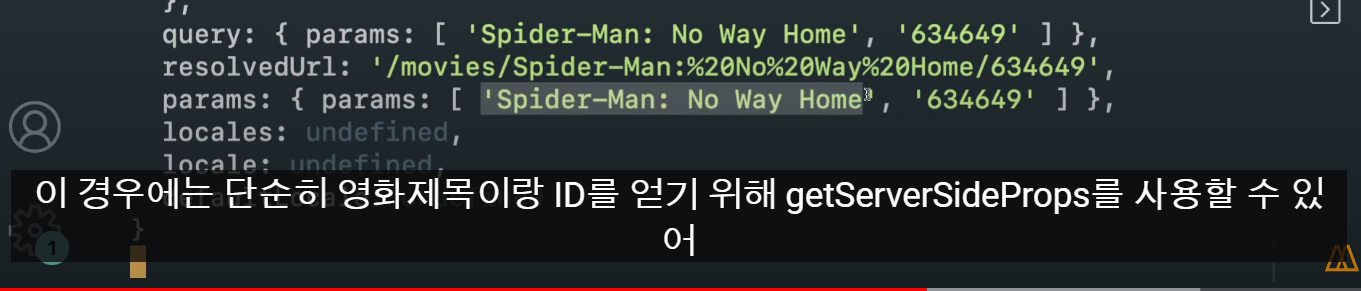 },
query: { params: [ 'Spider-Man: No Way Home', '634649' ] },
resolvedUrl: '/movies/Spider-Man:%20No%20Way%20Home/634649',
params: { params: [ 'Spider-Man: No Way Home', '634649' ] },
locales: undefined,
locale: undefined,
이 경우에는 단순히 영화제목이랑 ID를 얻기 위해 getServerSideProps를 사용할 수 있
어
}
1